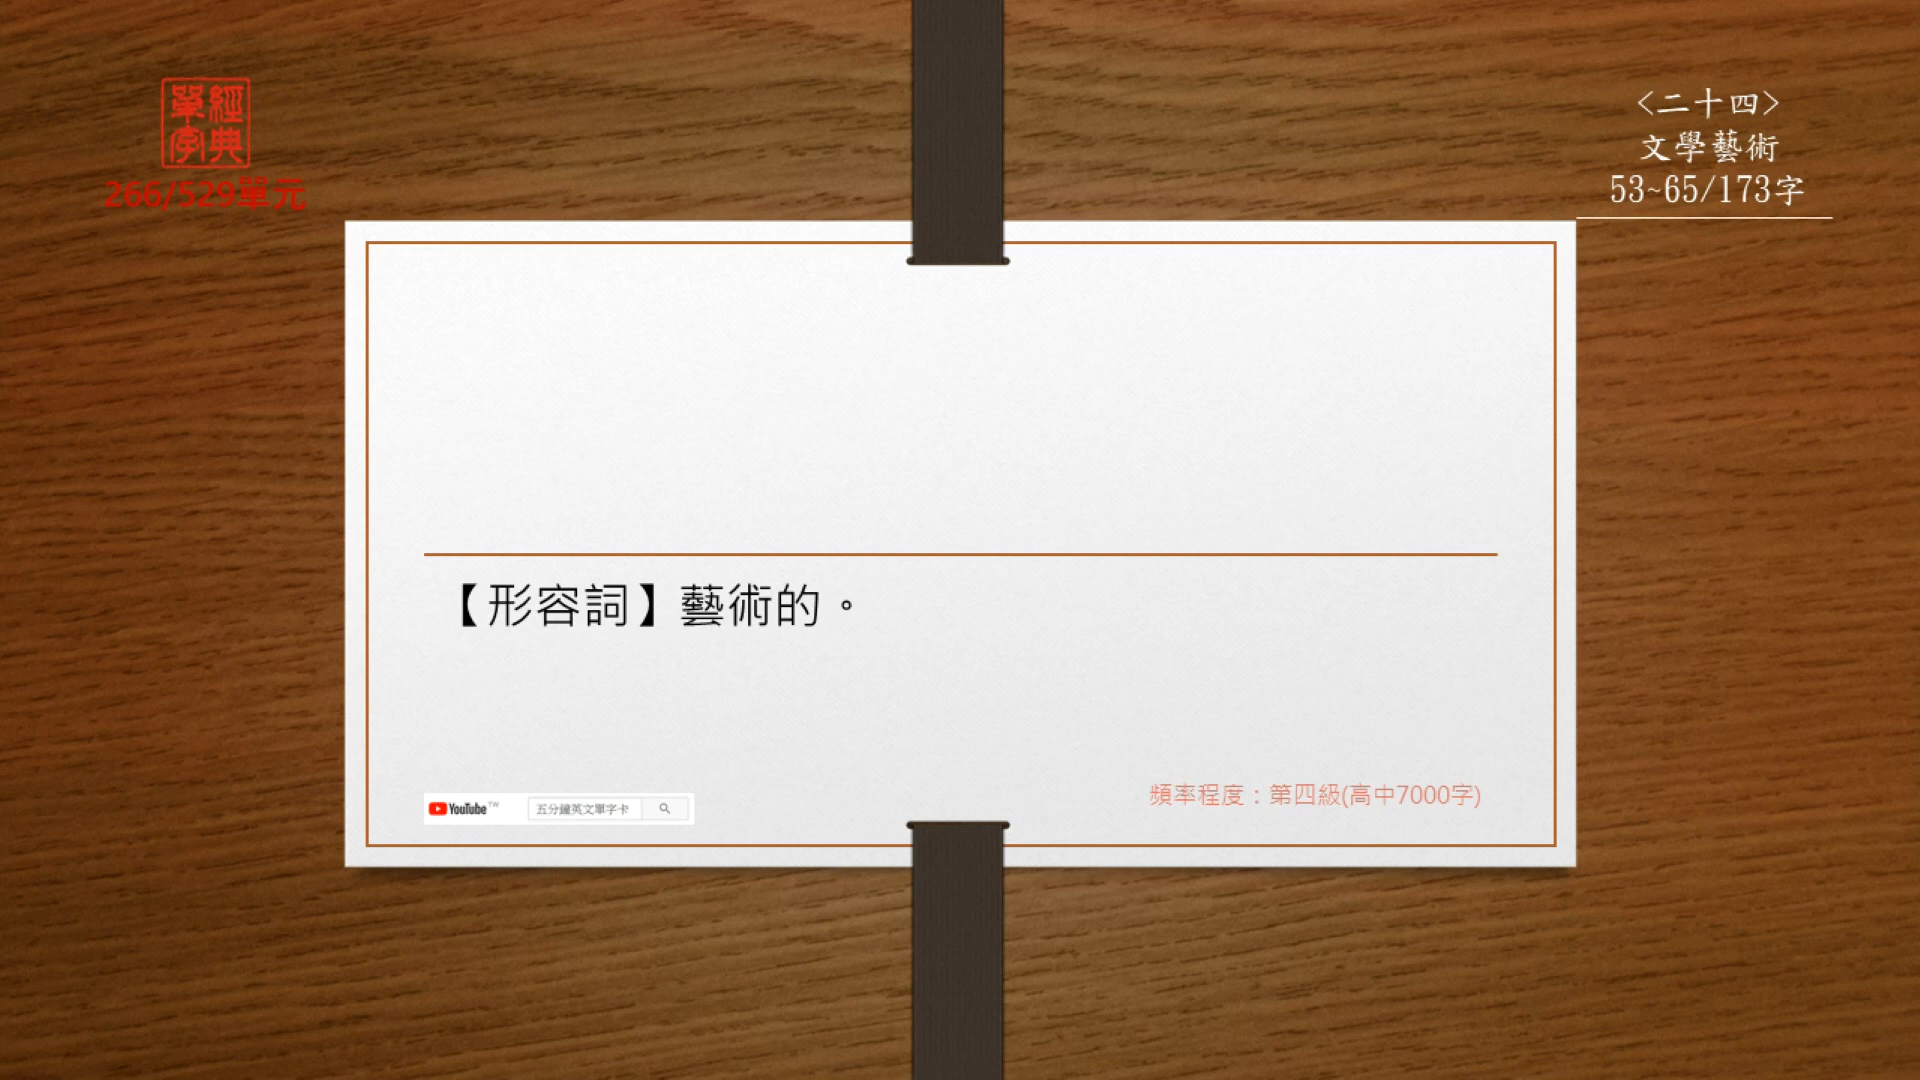 經典
單字
266/529單元
<二十四>
文學藝術
53~65/173字
【形容詞】藝術的。
YouTube TW
五分鐘英文單字卡
頻率程度：第四級(高中7000字)